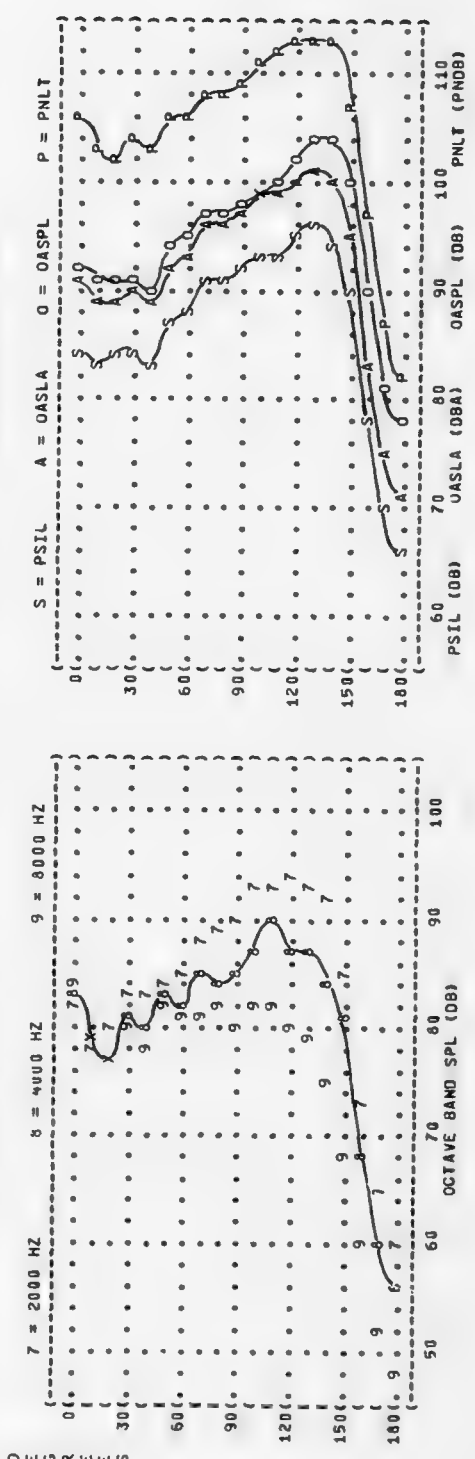 7 = 2000 HZ 8 = 4000 HZ 9 = 8000 HZ
0
30
60
90
120
150
180
50 60 70 80 90 100
OCTAVE BAND SPL (DB)
S = PSIL A = OASLA O = OASPL P = PNLT
0
30
60
90
120
150
180
60 70 80 90 100 110
PSIL (DB) OASLA (DBA) OASPL (DB) PNLT (PNDB)